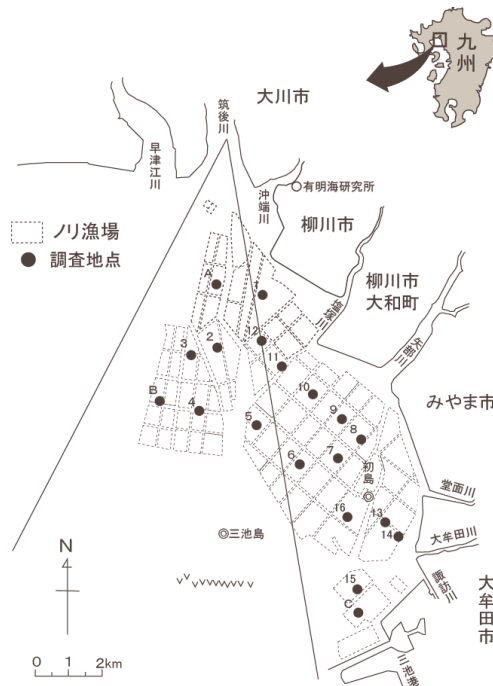 九州
大川市
筑後川
早津江川
有明海研究所
沖端川
柳川市
ノリ漁場
調査地点
柳川市
大和町
塩塚川
矢部川
A
1
12
2
3
11
B
4
10
みやま市
9
5
8
6
7
初島
堂面川
16
13
三池島
14
大牟田川
N
諏訪川
大牟田市
15
C
三池港
0 1 2km